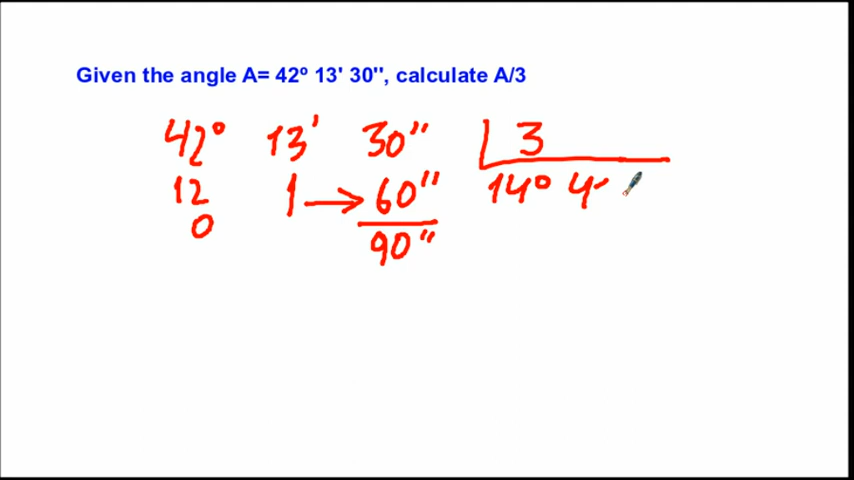 Given the angle A= 42º 13' 30'', calculate A/3
42° 13' 30'' 3
12 1 → 60'' 14° 4'
0 90''